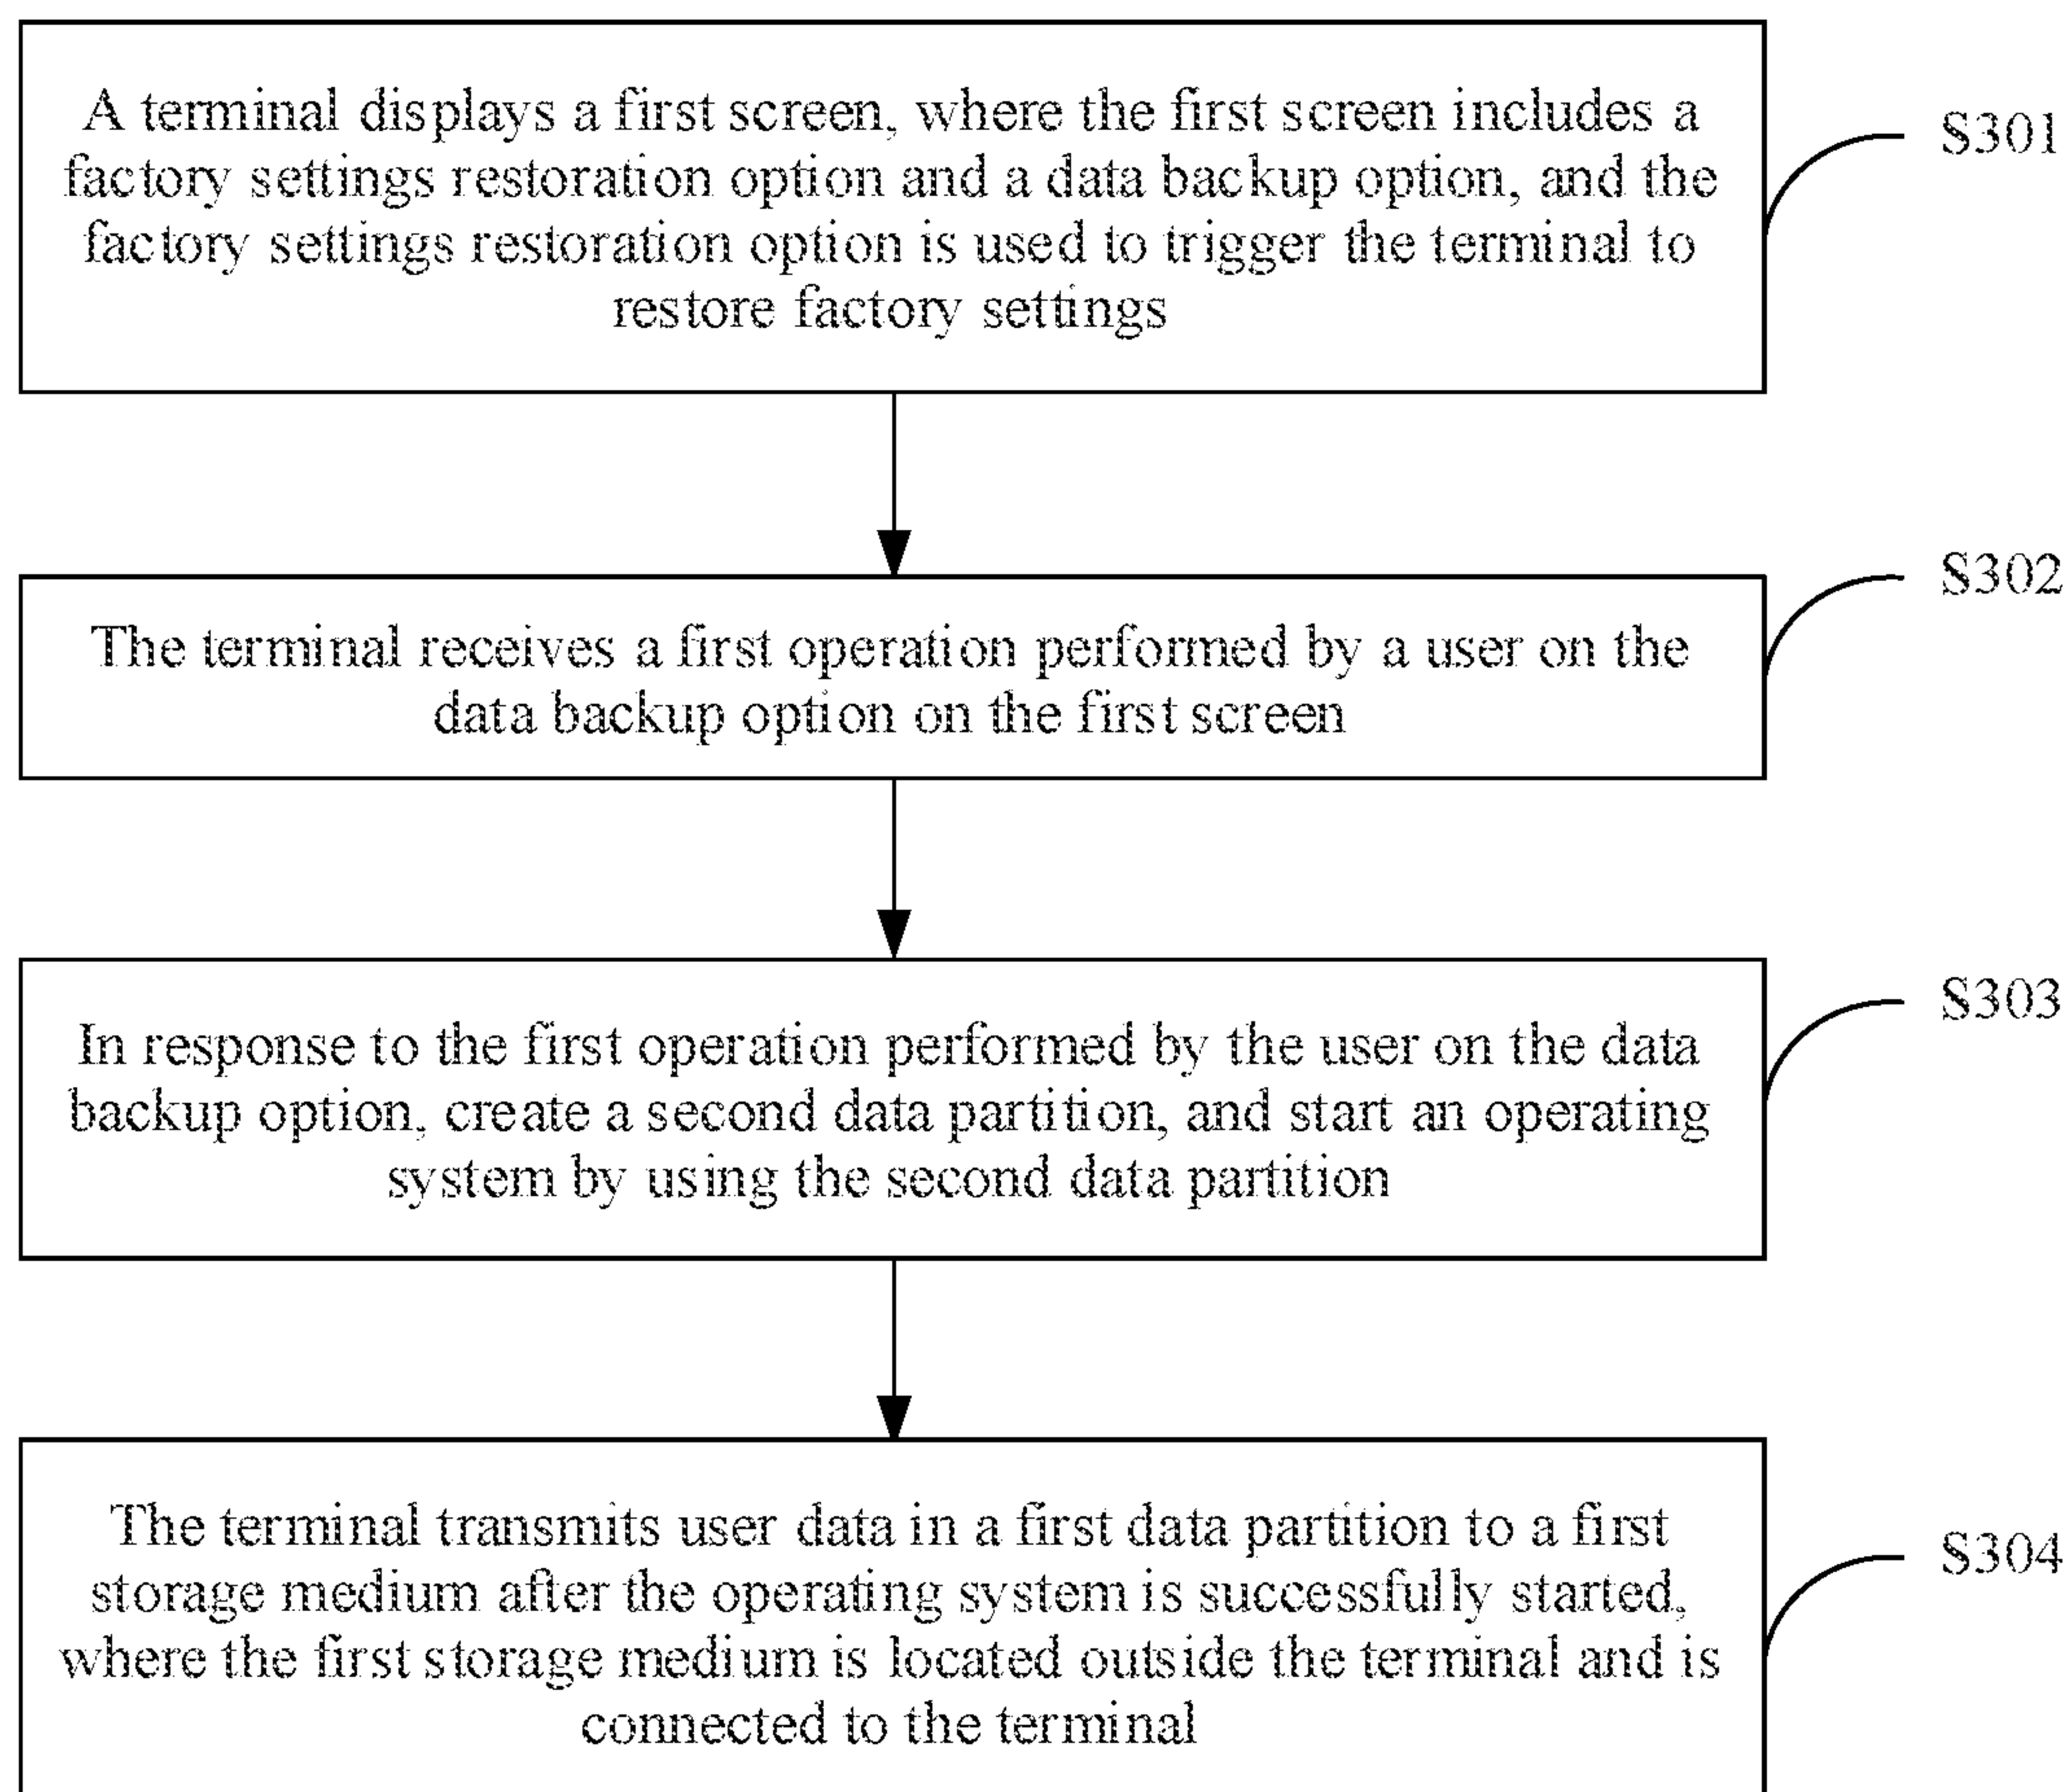 A terminal displays a first screen, where the first screen includes a
factory settings restoration option and a data backup option, and the
factory settings restoration option is used to trigger the terminal to
restore factory settings
S301
The terminal receives a first operation performed by a user on the
data backup option on the first screen
S302
In response to the first operation performed by the user on the data
backup option, create a second data partition, and start an operating
system by using the second data partition
S303
The terminal transmits user data in a first data partition to a first
storage medium after the operating system is successfully started,
where the first storage medium is located outside the terminal and is
connected to the terminal
S304